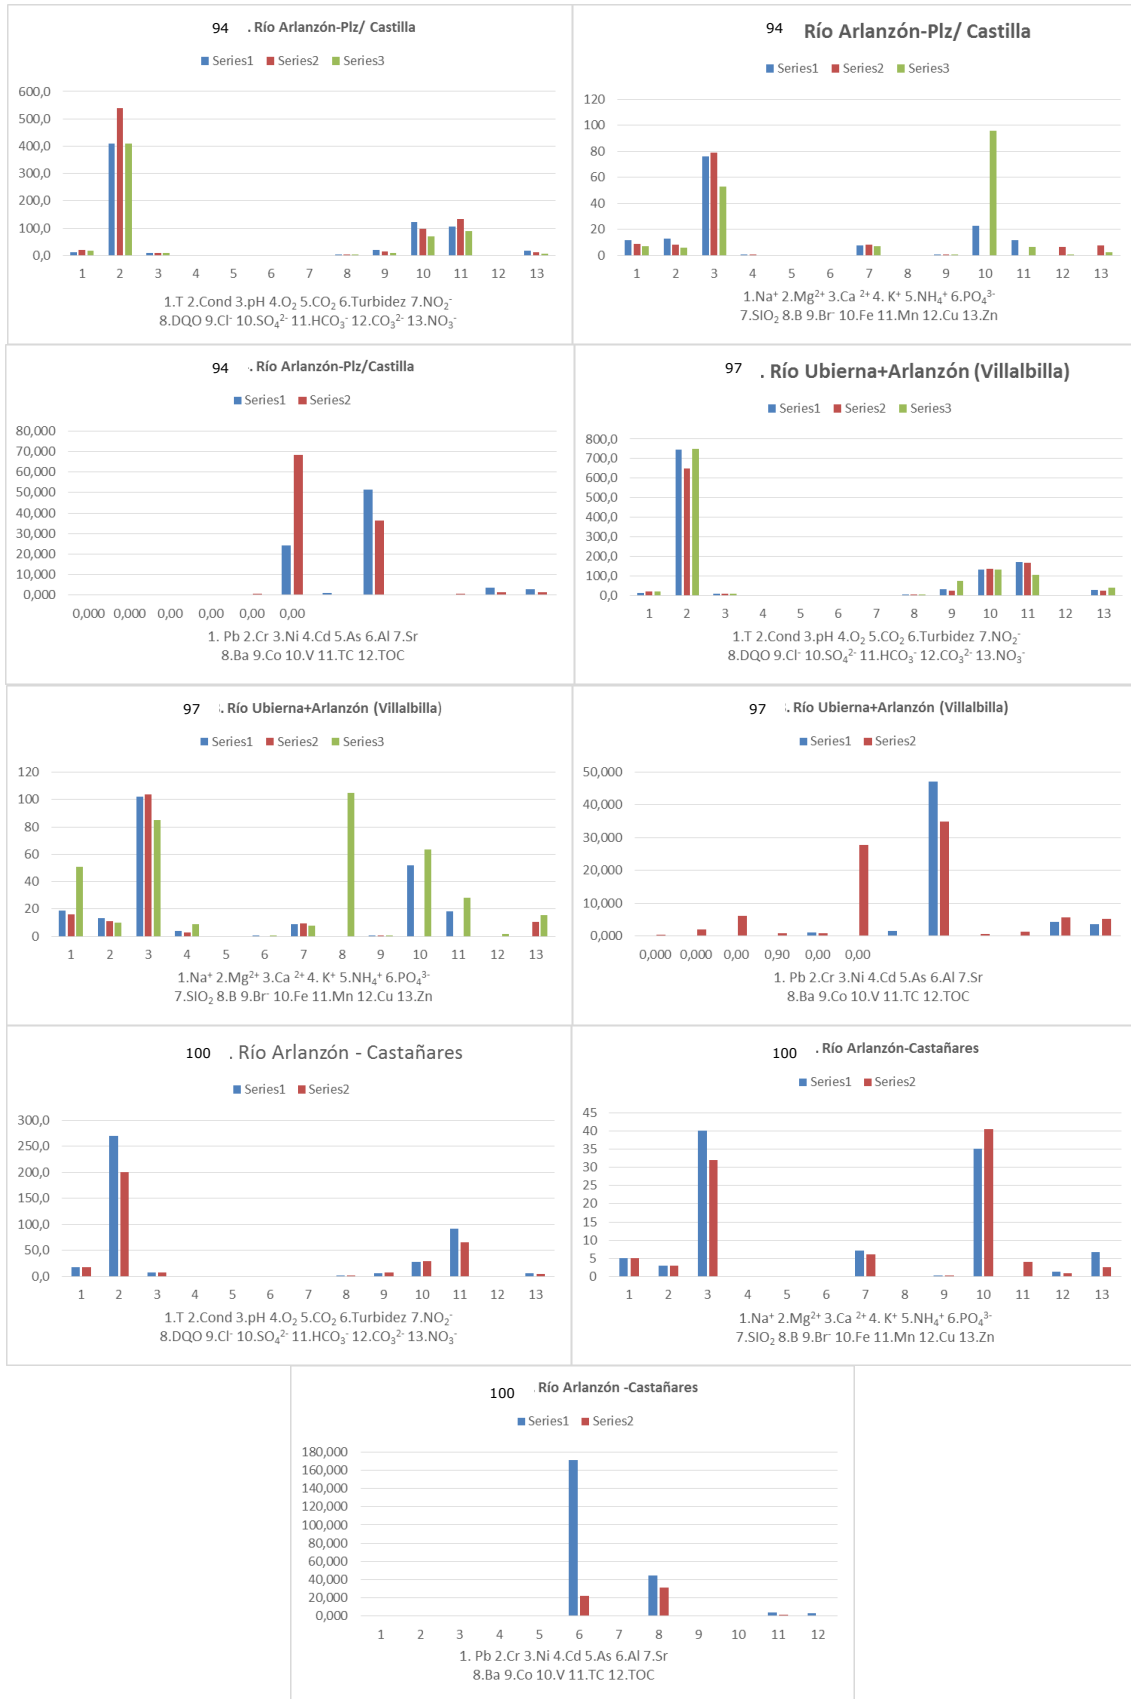 94 . Río Arlanzón-Plz/ Castilla
Series1 Series2 Series3
600,0
500,0
400,0
300,0
200,0
100,0
0,0
1 2 3 4 5 6 7 8 9 10 11 12 13
1.T 2.Cond 3.pH 4.O₂ 5.CO₂ 6.Turbidez 7.NO₂⁻
8.DQO 9.Cl⁻ 10.SO₄²⁻ 11.HCO₃⁻ 12.CO₃²⁻ 13.NO₃⁻
94 Río Arlanzón-Plz/ Castilla
Series1 Series2 Series3
120
100
80
60
40
20
0
1 2 3 4 5 6 7 8 9 10 11 12 13
1.Na⁺ 2.Mg²⁺ 3.Ca ²⁺ 4. K⁺ 5.NH₄⁺ 6.PO₄³⁻
7.SIO₂ 8.B 9.Br⁻ 10.Fe 11.Mn 12.Cu 13.Zn
94 . Río Arlanzón-Plz/Castilla
Series1 Series2
80,000
70,000
60,000
50,000
40,000
30,000
20,000
10,000
0,000
0,000 0,000 0,00 0,00 0,00 0,00
1. Pb 2.Cr 3.Ni 4.Cd 5.As 6.Al 7.Sr
8.Ba 9.Co 10.V 11.TC 12.TOC
97 . Río Ubierna+Arlanzón (Villalbilla)
Series1 Series2 Series3
800,0
700,0
600,0
500,0
400,0
300,0
200,0
100,0
0,0
1 2 3 4 5 6 7 8 9 10 11 12 13
1.T 2.Cond 3.pH 4.O₂ 5.CO₂ 6.Turbidez 7.NO₂⁻
8.DQO 9.Cl⁻ 10.SO₄²⁻ 11.HCO₃⁻ 12.CO₃²⁻ 13.NO₃⁻
97 . Río Ubierna+Arlanzón (Villalbilla)
Series1 Series2 Series3
120
100
80
60
40
20
0
1 2 3 4 5 6 7 8 9 10 11 12 13
1.Na⁺ 2.Mg²⁺ 3.Ca ²⁺ 4. K⁺ 5.NH₄⁺ 6.PO₄³⁻
7.SIO₂ 8.B 9.Br⁻ 10.Fe 11.Mn 12.Cu 13.Zn
97 . Río Ubierna+Arlanzón (Villalbilla)
Series1 Series2
50,000
40,000
30,000
20,000
10,000
0,000
0,000 0,000 0,00 0,90 0,00 0,00
1. Pb 2.Cr 3.Ni 4.Cd 5.As 6.Al 7.Sr
8.Ba 9.Co 10.V 11.TC 12.TOC
100 . Río Arlanzón - Castañares
Series1 Series2
300,0
250,0
200,0
150,0
100,0
50,0
0,0
1 2 3 4 5 6 7 8 9 10 11 12 13
1.T 2.Cond 3.pH 4.O₂ 5.CO₂ 6.Turbidez 7.NO₂⁻
8.DQO 9.Cl⁻ 10.SO₄²⁻ 11.HCO₃⁻ 12.CO₃²⁻ 13.NO₃⁻
100 . Río Arlanzón-Castañares
Series1 Series2
45
40
35
30
25
20
15
10
5
0
1 2 3 4 5 6 7 8 9 10 11 12 13
1.Na⁺ 2.Mg²⁺ 3.Ca ²⁺ 4. K⁺ 5.NH₄⁺ 6.PO₄³⁻
7.SIO₂ 8.B 9.Br⁻ 10.Fe 11.Mn 12.Cu 13.Zn
100 . Río Arlanzón -Castañares
Series1 Series2
180,000
160,000
140,000
120,000
100,000
80,000
60,000
40,000
20,000
0,000
1 2 3 4 5 6 7 8 9 10 11 12
1. Pb 2.Cr 3.Ni 4.Cd 5.As 6.Al 7.Sr
8.Ba 9.Co 10.V 11.TC 12.TOC